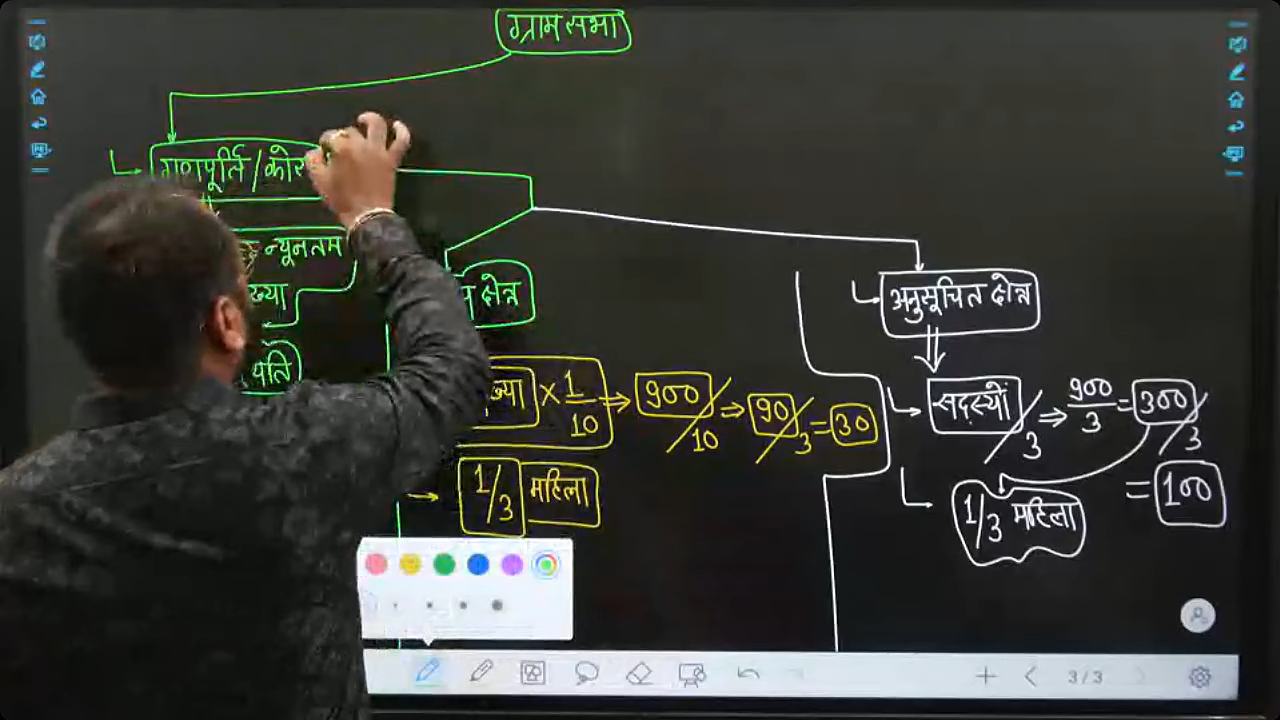 ग्राम सभा
गणपूर्ति/कोर
न्यूनतम
ख्या
पति
क्षेत्र
ख्या × 1/10 ⇒ 900/10 ⇒ 90/3 = 30
1/3 महिला
अनुसूचित क्षेत्र
सदस्यों/3 ⇒ 900/3 = 300/3
= 100
1/3 महिला
3/3